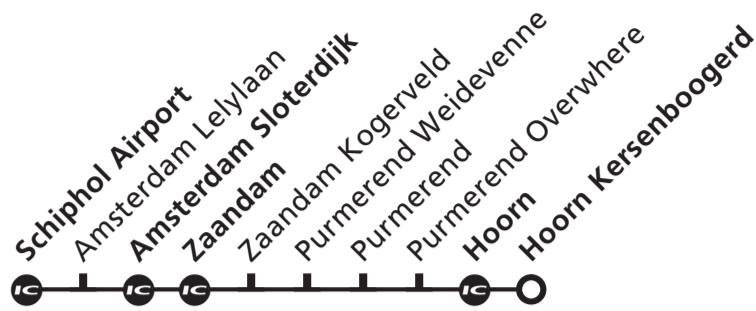 Schiphol Airport
Amsterdam Lelylaan
Amsterdam Sloterdijk
Zaandam
Zaandam Kogerveld
Purmerend Weidevenne
Purmerend
Purmerend Overwhere
Hoorn
Hoorn Kersenboogerd
IC
IC
IC
IC